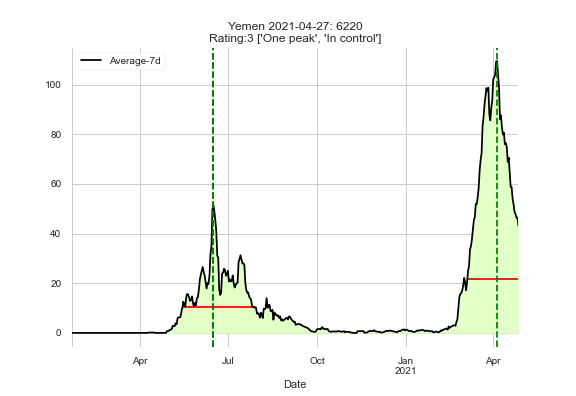 Yemen 2021-04-27: 6220
Rating:3 ['One peak', 'In control']
Average-7d
100
80
60
40
20
0
Apr Jul Oct Jan Apr
2021
Date